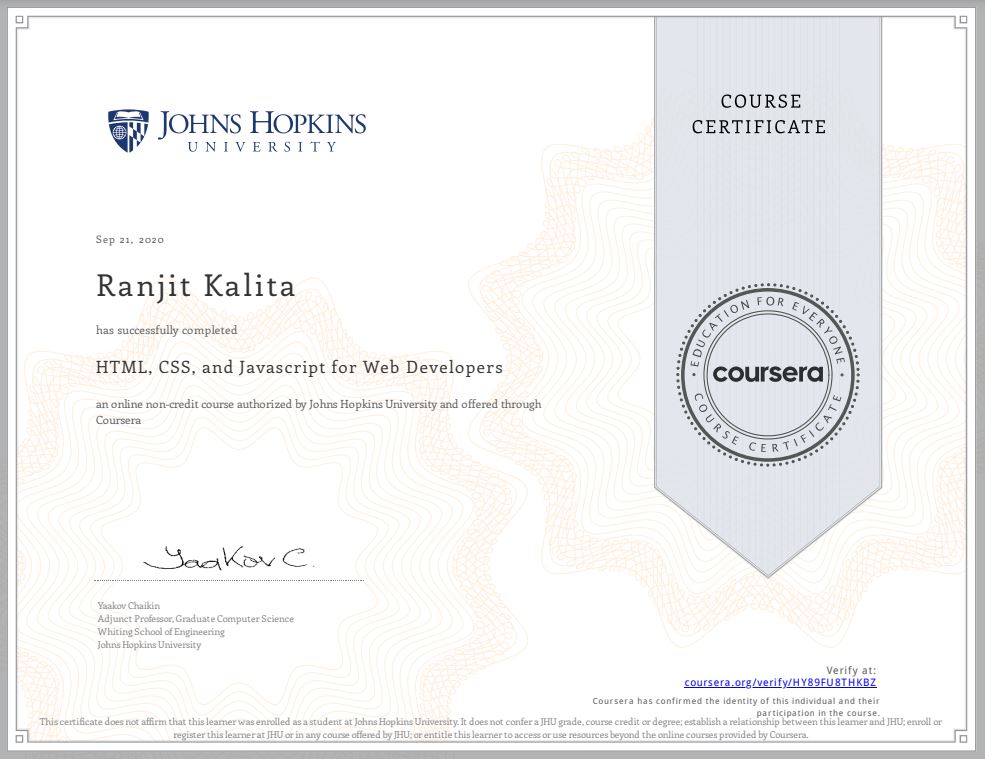 JOHNS HOPKINS
UNIVERSITY
COURSE
CERTIFICATE
Sep 21, 2020
Ranjit Kalita
has successfully completed
HTML, CSS, and Javascript for Web Developers
an online non-credit course authorized by Johns Hopkins University and offered through
Coursera
EDUCATION FOR EVERYONE
coursera
COURSE CERTIFICATE
Yaakov C.
Yaakov Chaikin
Adjunct Professor, Graduate Computer Science
Whiting School of Engineering
Johns Hopkins University
Verify at:
coursera.org/verify/HY89FU8THKBZ
Coursera has confirmed the identity of this individual and their
participation in the course.
This certificate does not affirm that this learner was enrolled as a student at Johns Hopkins University. It does not confer a JHU grade, course credit or degree; establish a relationship between this learner and JHU; enroll or
register this learner at JHU or in any course offered by JHU; or entitle this learner to access or use resources beyond the online courses provided by Coursera.